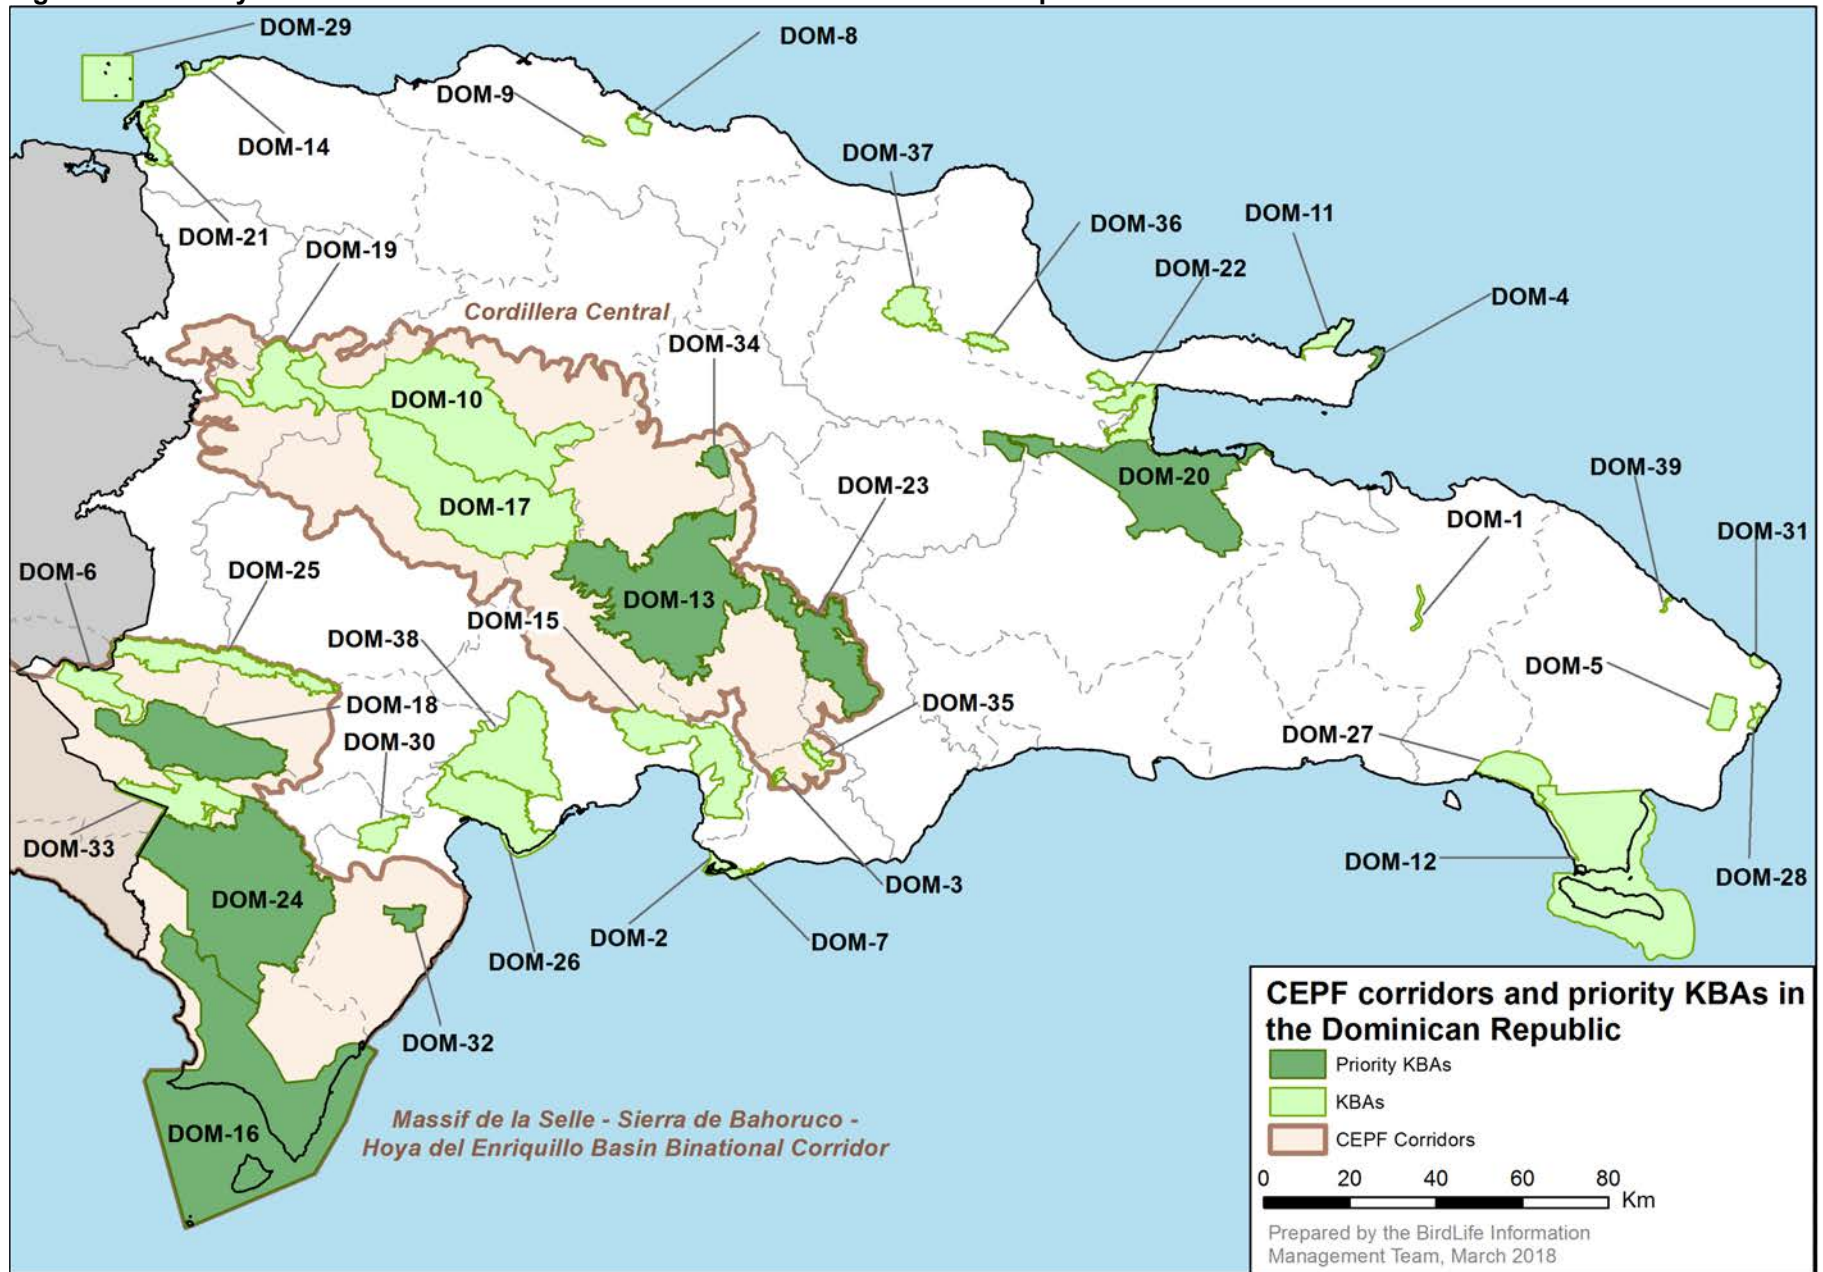 DOM-29
DOM-8
DOM-9
DOM-14
DOM-37
DOM-21
DOM-19
DOM-36
DOM-11
DOM-22
DOM-4
Cordillera Central
DOM-34
DOM-10
DOM-20
DOM-39
DOM-23
DOM-17
DOM-1
DOM-31
DOM-6
DOM-25
DOM-13
DOM-15
DOM-38
DOM-5
DOM-18
DOM-35
DOM-30
DOM-27
DOM-33
DOM-12
DOM-28
DOM-3
DOM-24
DOM-2
DOM-7
DOM-26
DOM-32
DOM-16
Massif de la Selle - Sierra de Bahoruco -
Hoya del Enriquillo Basin Binational Corridor
CEPF corridors and priority KBAs in
the Dominican Republic
Priority KBAs
KBAs
CEPF Corridors
0 20 40 60 80
Km
Prepared by the BirdLife Information
Management Team, March 2018